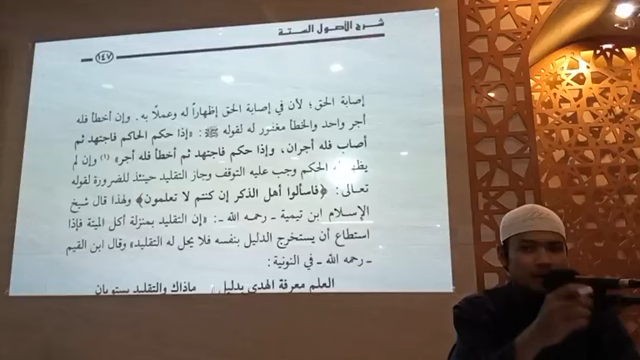 شرح الأصول الستة
١٤٧
إصابة الحق؛ لأن في إصابة الحق إظهاراً له وعملاً به. وإن أخطأ فله
أجر واحد والخطأ مغفور له لقوله ﷺ: «إذا حكم الحاكم فاجتهد ثم
أصاب فله أجران، وإذا حكم فاجتهد ثم أخطأ فله أجر» (١) وإن لم
يظهر له الحكم وجب عليه التوقف وجاز التقليد حينئذ للضرورة لقوله
تعالى: ﴿فاسألوا أهل الذكر إن كنتم لا تعلمون﴾ ولهذا قال شيخ
الإسلام ابن تيمية ـ رحمه الله ـ: «إن التقليد بمنزلة أكل الميتة فإذا
استطاع أن يستخرج الدليل بنفسه فلا يحل له التقليد» وقال ابن القيم
ـ رحمه الله ـ في النونية:
العلم معرفة الهدى بدليل ماذاك والتقليد يستويان